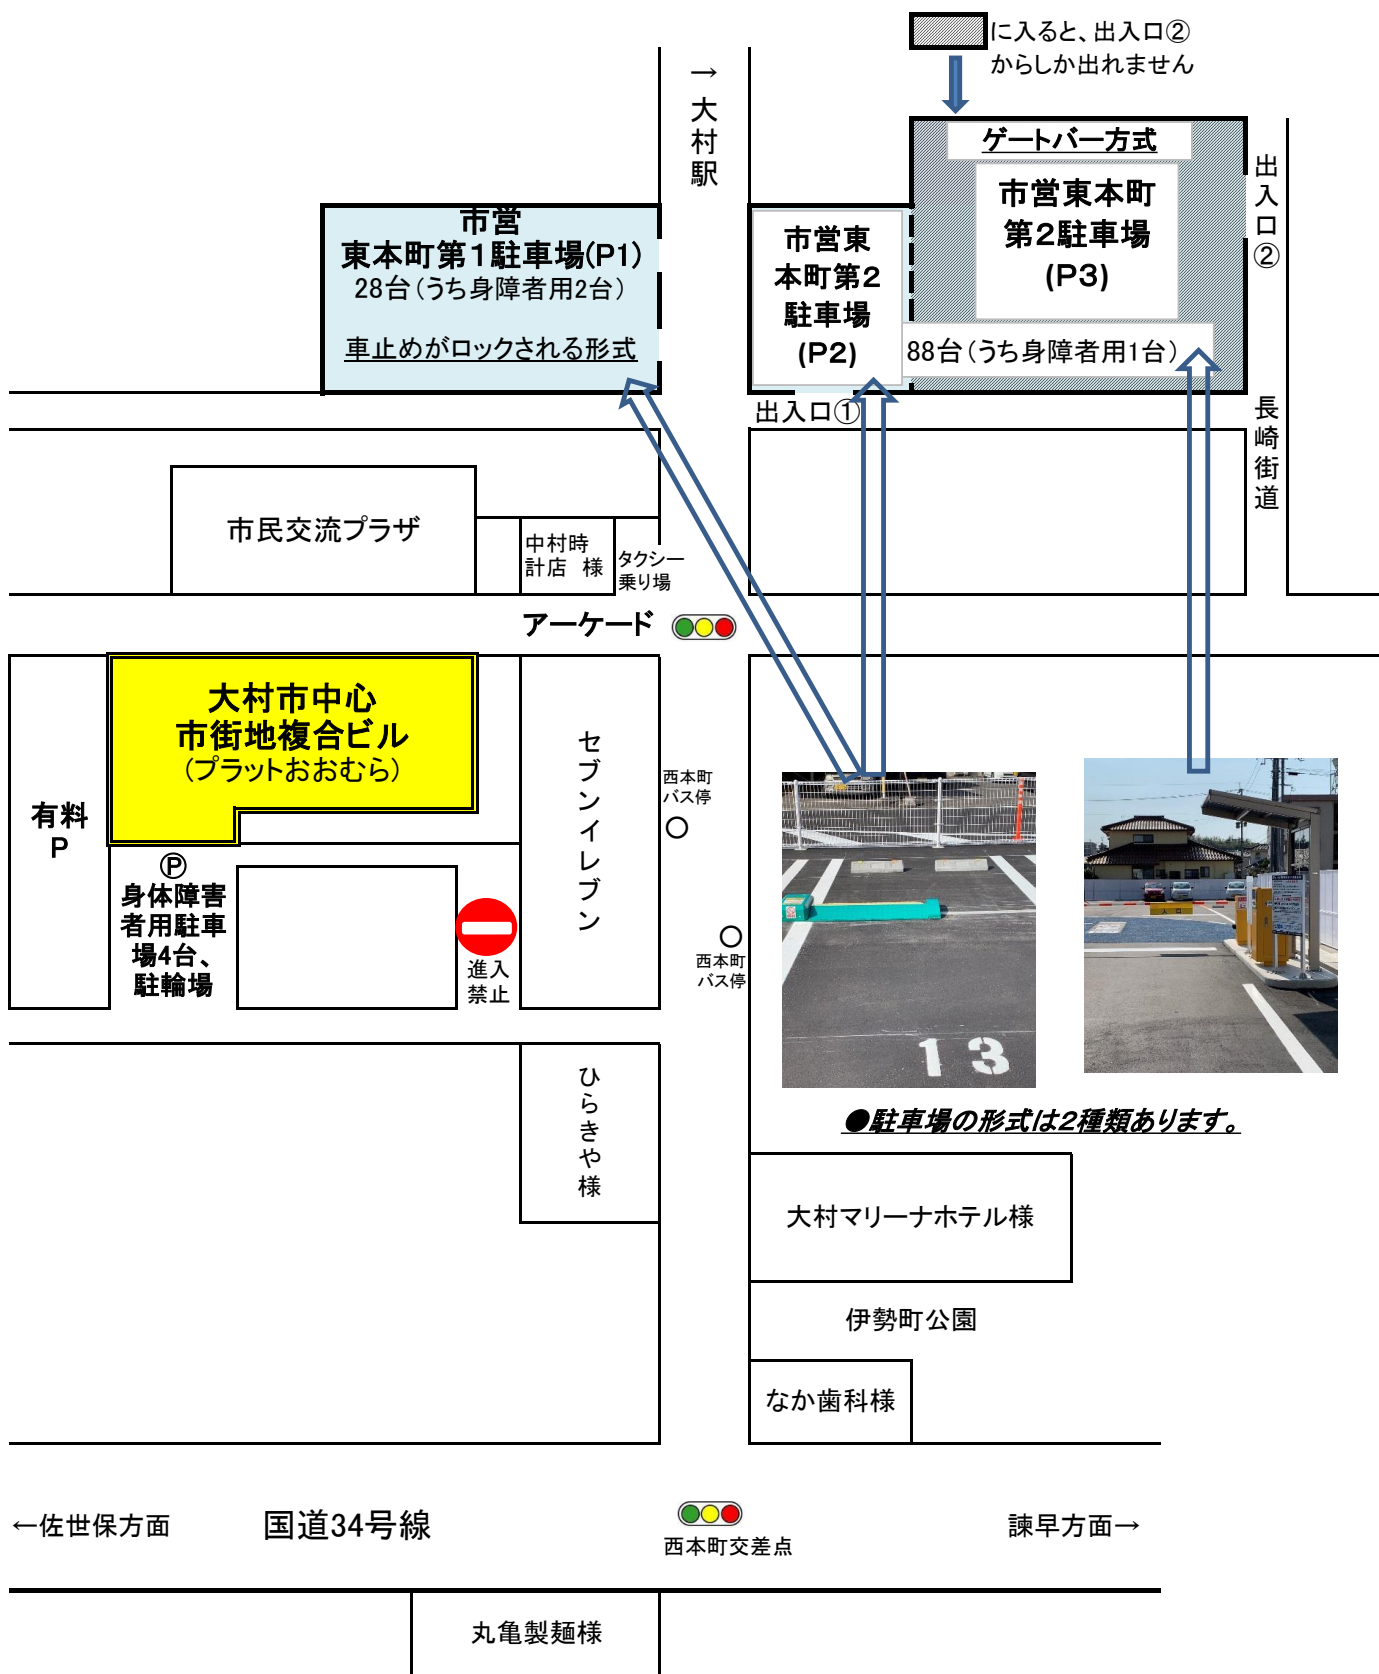 に入ると、出入口②
からしか出れません
→
大村駅
ゲートバー方式
市営東本町
第２駐車場
(P3)
出入口②
市営
東本町第１駐車場(P1)
28台（うち身障者用2台）
車止めがロックされる形式
市営東
本町第２
駐車場
(P2)
88台（うち身障者用1台）
出入口①
長崎街道
市民交流プラザ
中村時
計店　様
タクシー
乗り場
アーケード
大村市中心
市街地複合ビル
（プラットおおむら）
有料
P
Ⓟ
身体障害
者用駐車
場4台、
駐輪場
進入
禁止
セブンイレブン
西本町
バス停
西本町
バス停
入口
13
●駐車場の形式は２種類あります。
ひらきや様
大村マリーナホテル様
伊勢町公園
なか歯科様
←佐世保方面
国道34号線
西本町交差点
諫早方面→
丸亀製麺様